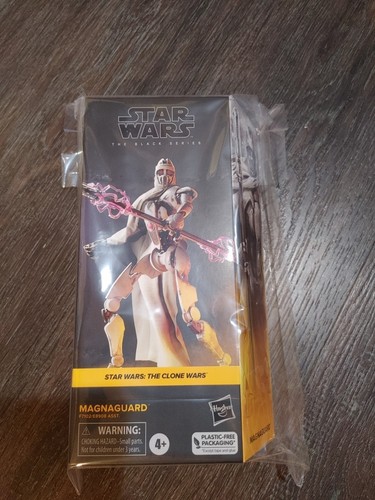 STAR
WARS
THE BLACK SERIES
STAR WARS: THE CLONE WARS
MAGNAGUARD
Hasbro
⚠ WARNING:
CHOKING HAZARD–Small parts.
Not for children under 3 years.
4+
PLASTIC-FREE
PACKAGING